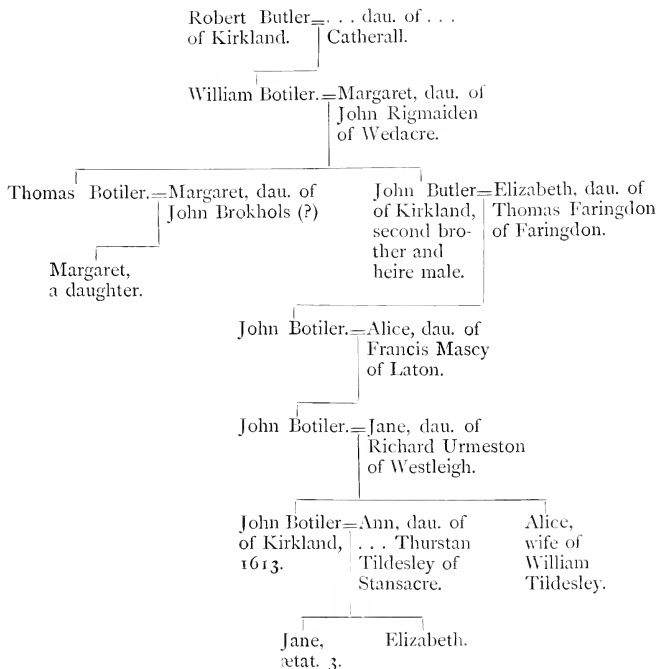 Robert Butler=. . . dau. of . . .
of Kirkland. Catherall.
William Botiler.=Margaret, dau. of
John Rigmaiden
of Wedacre.
Thomas Botiler.=Margaret, dau. of
John Brokhols (?)
John Butler=Elizabeth, dau. of
of Kirkland, Thomas Faringdon
second bro- of Faringdon.
ther and
heire male.
Margaret,
a daughter.
John Botiler.=Alice, dau. of
Francis Mascy
of Laton.
John Botiler.=Jane, dau. of
Richard Urmeston
of Westleigh.
John Botiler=Ann, dau. of
of Kirkland, . . . Thurstan
1613. Tildesley of
Stansacre.
Alice,
wife of
William
Tildesley.
Jane,
ætat. 3.
Elizabeth.